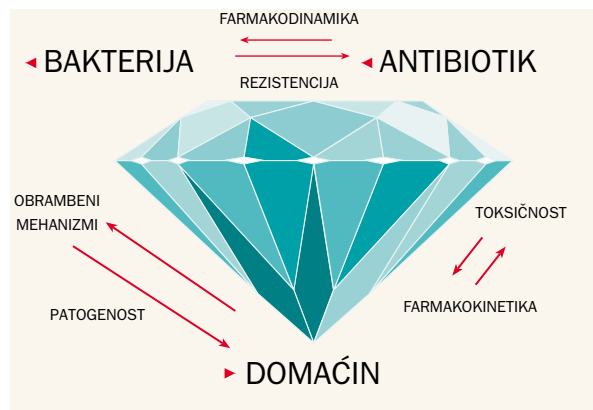 FARMAKODINAMIKA
BAKTERIJA
ANTIBIOTIK
REZISTENCIJA
OBRAMBENI
MEHANIZMI
TOKSIČNOST
PATOGENOST
FARMAKOKINETIKA
DOMAĆIN